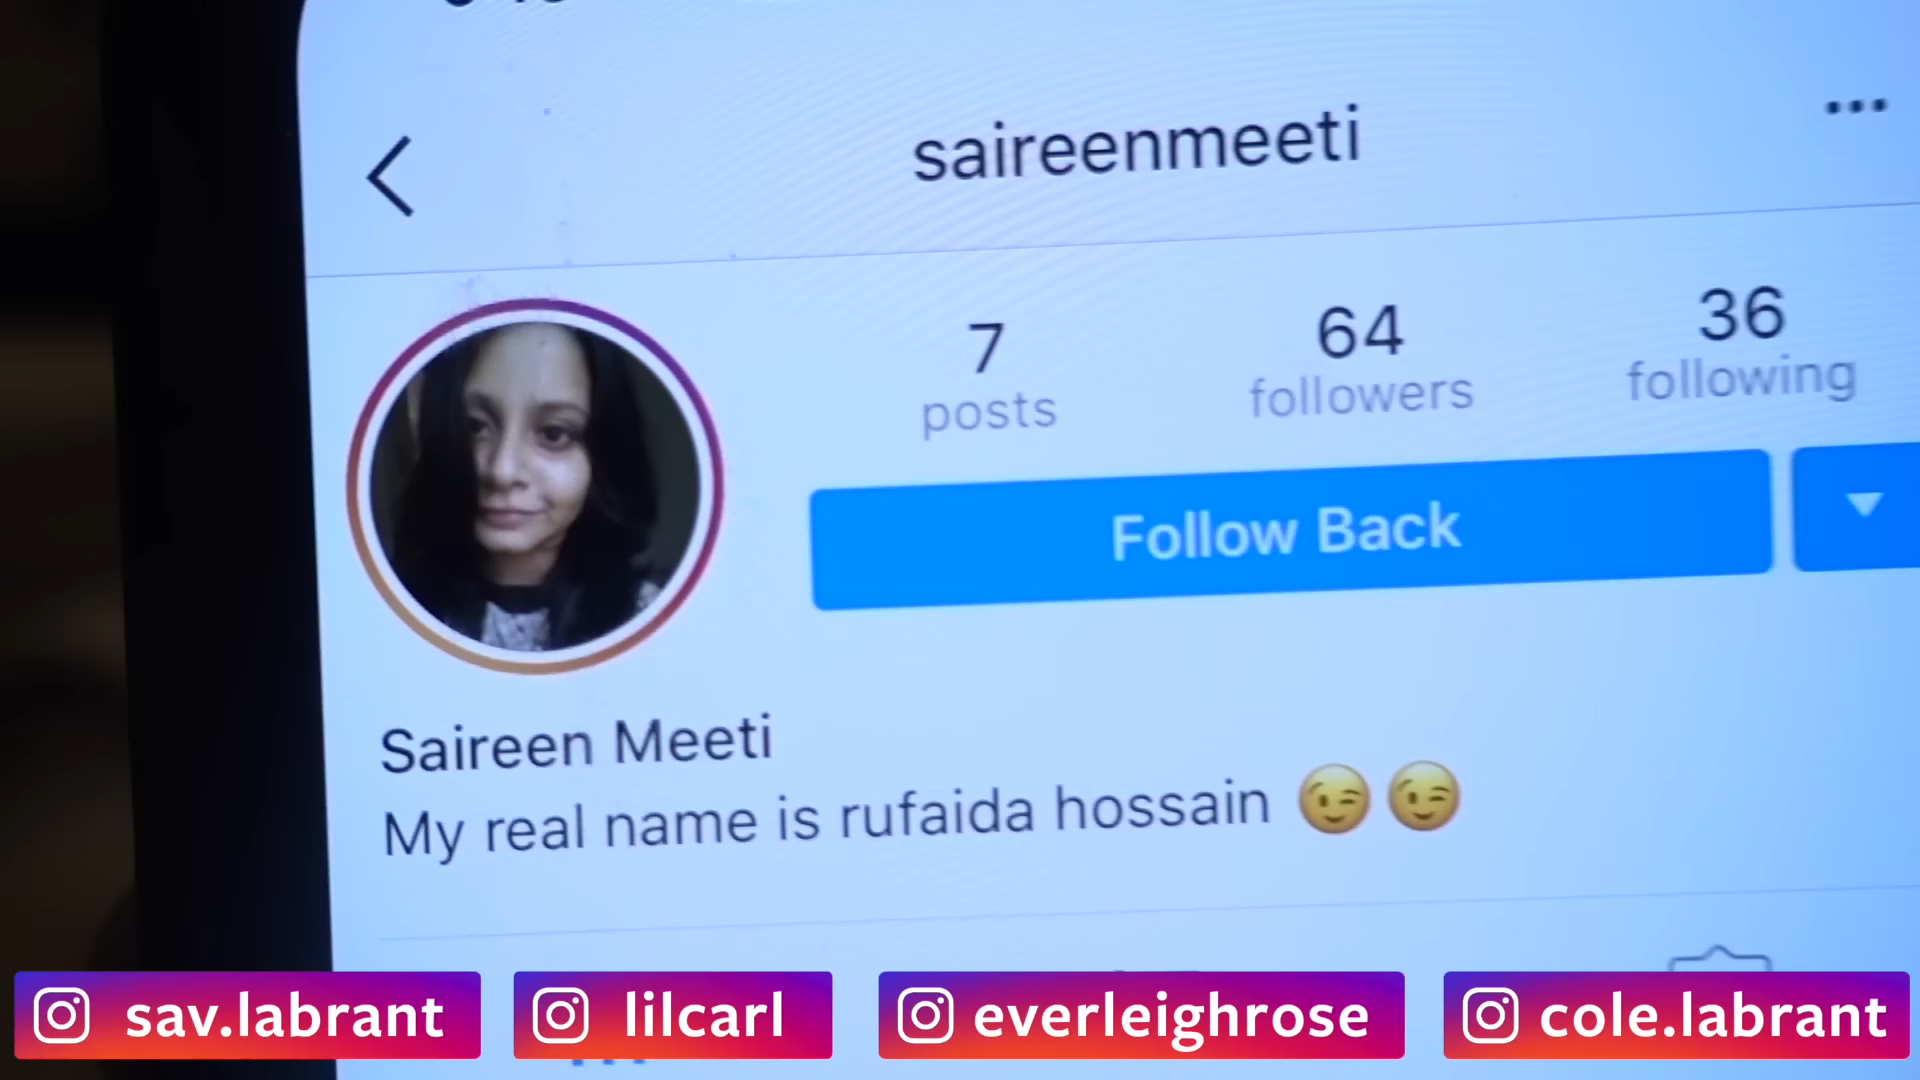 saireenmeeti
7 64 36
posts followers following
Follow Back
Saireen Meeti
My real name is rufaida hossain 😉😉
sav.labrant lilcarl everleighrose cole.labrant